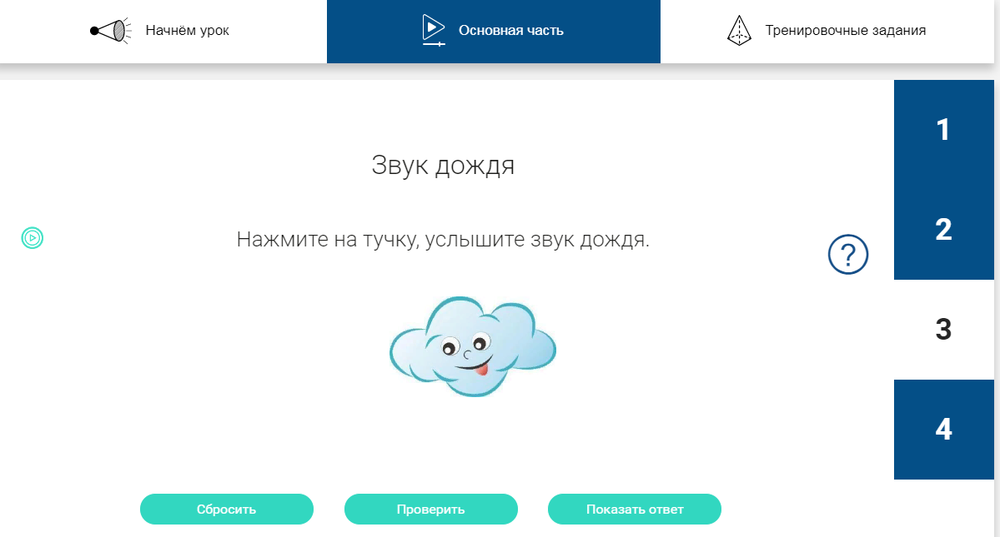 Начнём урок
Основная часть
Тренировочные задания
1
Звук дождя
2
Нажмите на тучку, услышите звук дождя.
?
3
4
Сбросить
Проверить
Показать ответ